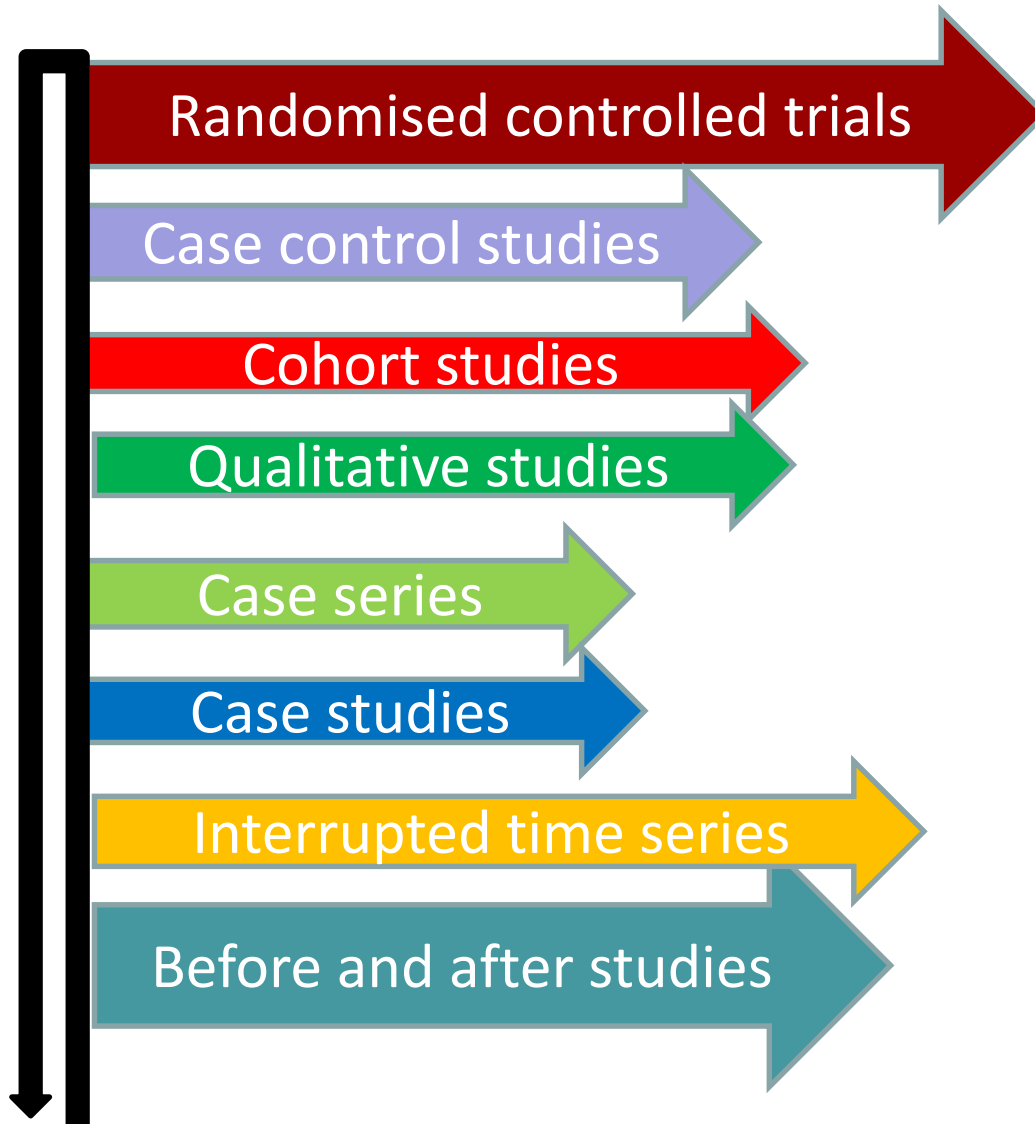 Randomised controlled trials
Case control studies
Cohort studies
Qualitative studies
Case series
Case studies
Interrupted time series
Before and after studies